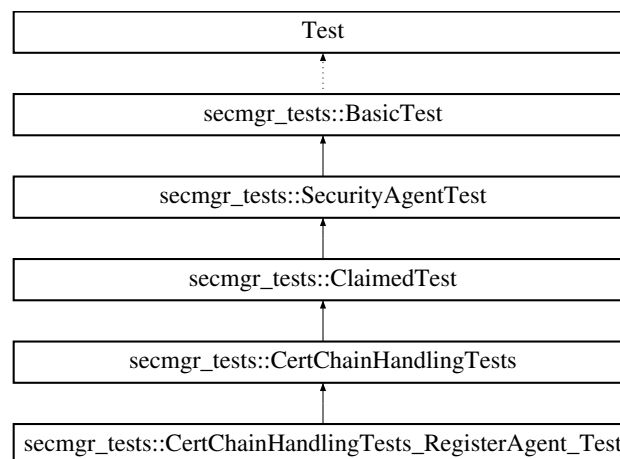 Test
secmgr_tests::BasicTest
secmgr_tests::SecurityAgentTest
secmgr_tests::ClaimedTest
secmgr_tests::CertChainHandlingTests
secmgr_tests::CertChainHandlingTests_RegisterAgent_Test